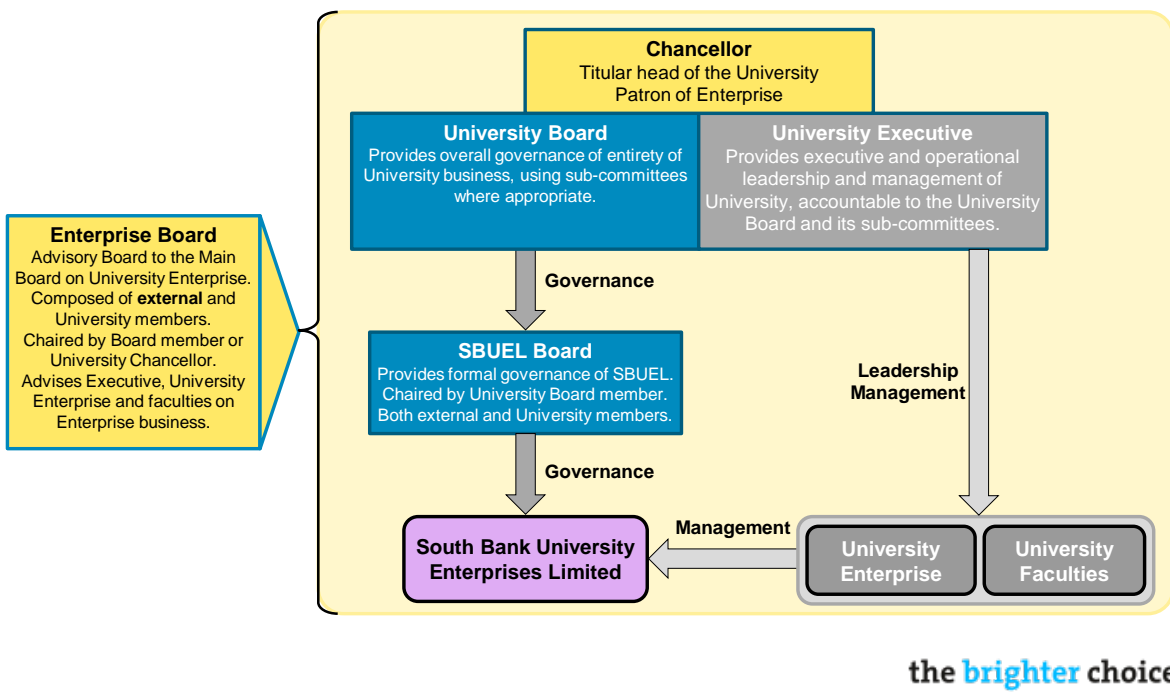 Chancellor
Titular head of the University
Patron of Enterprise
University Board
Provides overall governance of entirety of
University business, using sub-committees
where appropriate.
University Executive
Provides executive and operational
leadership and management of
University, accountable to the University
Board and its sub-committees.
Enterprise Board
Advisory Board to the Main
Board on University Enterprise.
Composed of external and
University members.
Chaired by Board member or
University Chancellor.
Advises Executive, University
Enterprise and faculties on
Enterprise business.
Governance
SBUEL Board
Provides formal governance of SBUEL.
Chaired by University Board member.
Both external and University members.
Leadership
Management
Governance
South Bank University
Enterprises Limited
Management
University
Enterprise
University
Faculties
the brighter choice